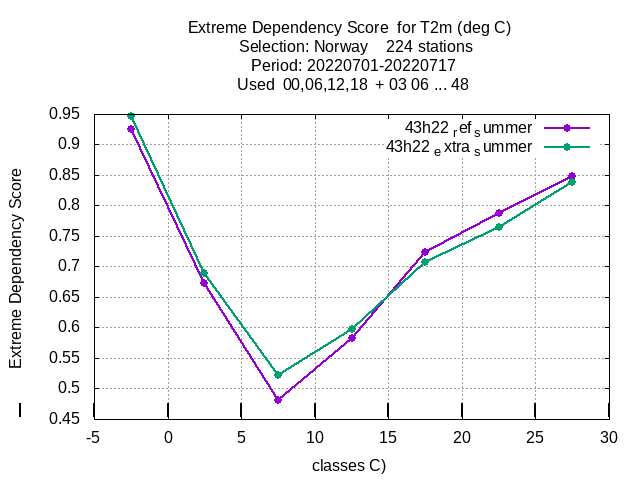 Extreme Dependency Score for T2m (deg C)
Selection: Norway 224 stations
Period: 20220701-20220717
Used 00,06,12,18 + 03 06 ... 48
0.95
0.9
0.85
0.8
0.75
0.7
0.65
0.6
0.55
0.5
0.45
Extreme Dependency Score
43h22 ref summer
43h22 extra summer
-5
0
5
10
15
20
25
30
classes C)